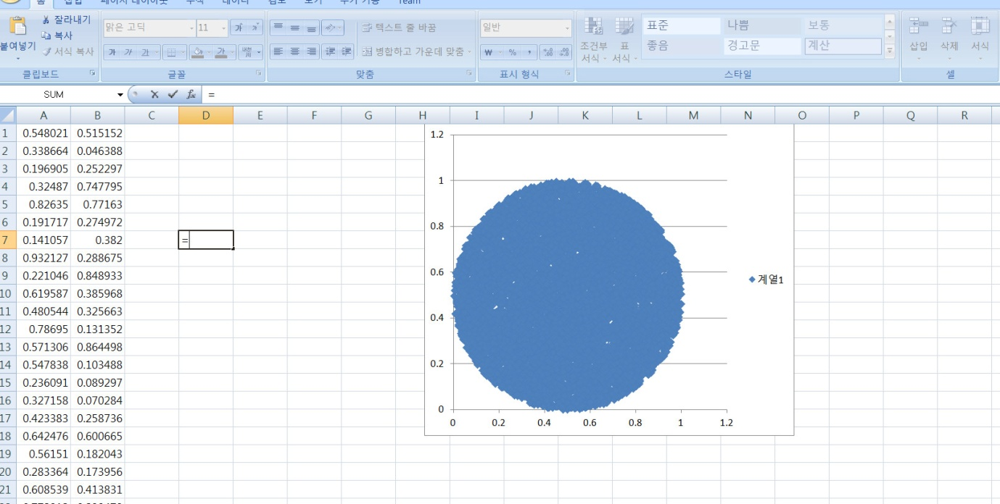 홈 삽입 페이지 레이아웃 수식 데이터 검토 보기 추가 기능 Team
잘라내기
복사
서식 복사
붙여넣기
클립보드
맑은 고딕 11 가 가
가 가 가 가
글꼴
텍스트 줄 바꿈
병합하고 가운데 맞춤
맞춤
일반
₩ % ,
표시 형식
조건부 서식
표 서식
표준 나쁨 보통
좋음 경고문 계산
스타일
삽입 삭제 서식
셀
SUM fx =
A B C D E F G H I J K L M N O P Q R
1 0.548021 0.515152
2 0.338664 0.046388
3 0.196905 0.252297
4 0.32487 0.747795
5 0.82635 0.77163
6 0.191717 0.274972
7 0.141057 0.382 =
8 0.932127 0.288675
9 0.221046 0.848933
10 0.619587 0.385968
11 0.480544 0.325663
12 0.78695 0.131352
13 0.571306 0.864498
14 0.547838 0.103488
15 0.236091 0.089297
16 0.327158 0.070284
17 0.423383 0.258736
18 0.642476 0.600665
19 0.56151 0.182043
20 0.283364 0.173956
21 0.608539 0.413831
1.2
1
0.8
0.6
0.4
0.2
0
0 0.2 0.4 0.6 0.8 1 1.2
계열1